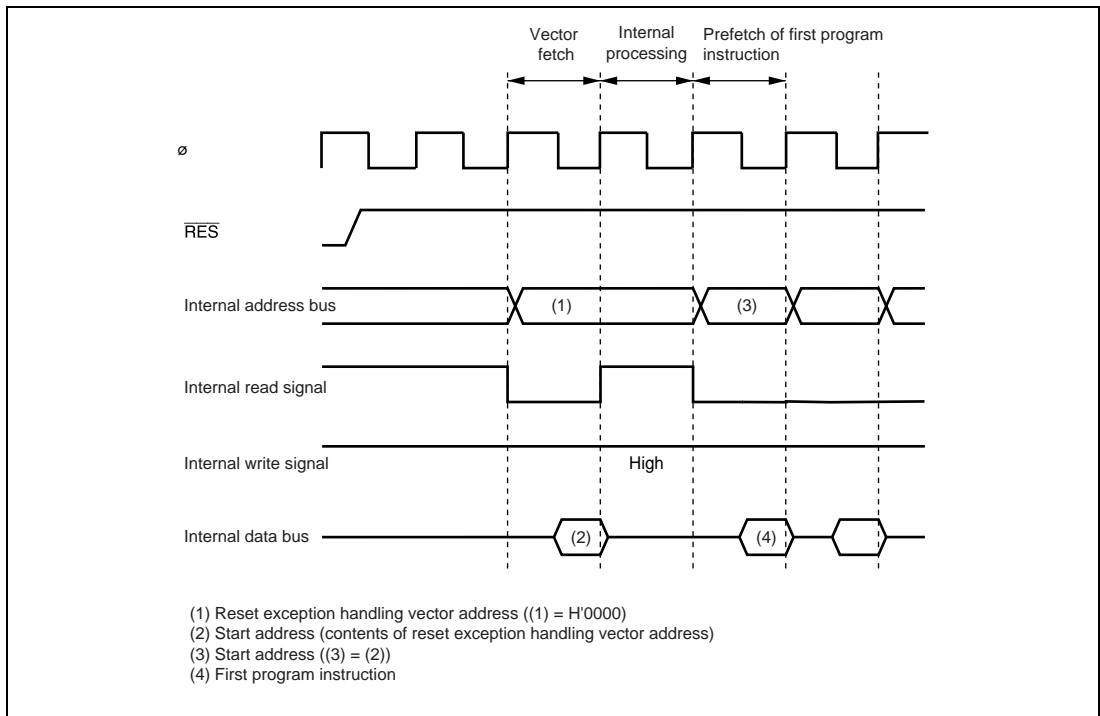 Vector
fetch
Internal
processing
Prefetch of first program
instruction
ø
R̅E̅S̅
Internal address bus
(1)
(3)
Internal read signal
Internal write signal
High
Internal data bus
(2)
(4)
(1) Reset exception handling vector address ((1) = H'0000)
(2) Start address (contents of reset exception handling vector address)
(3) Start address ((3) = (2))
(4) First program instruction